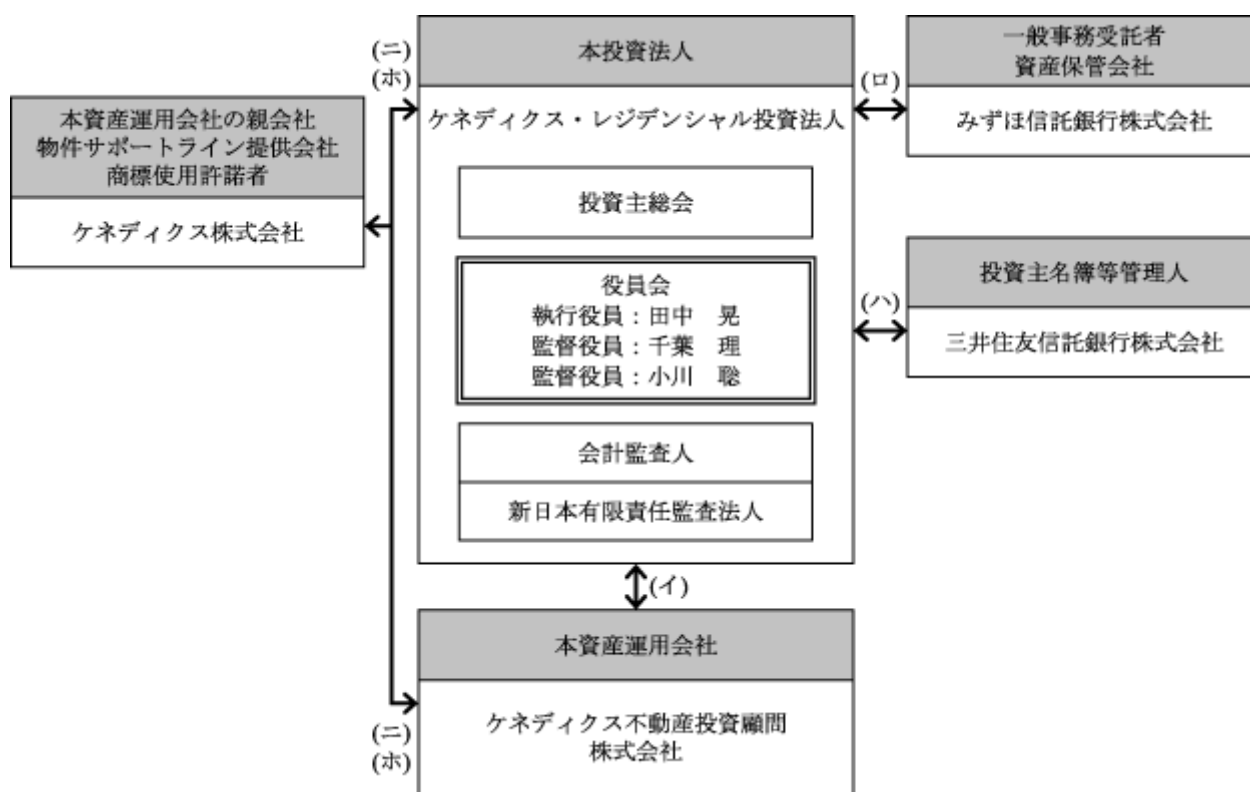 本資産運用会社の親会社
物件サポートライン提供会社
商標使用許諾者
ケネディクス株式会社
(ニ)
(ホ)
本投資法人
ケネディクス・レジデンシャル投資法人
投資主総会
役員会
執行役員：田中　晃
監督役員：千葉　理
監督役員：小川　聡
会計監査人
新日本有限責任監査法人
(ロ)
一般事務受託者
資産保管会社
みずほ信託銀行株式会社
(ハ)
投資主名簿等管理人
三井住友信託銀行株式会社
(イ)
本資産運用会社
ケネディクス不動産投資顧問
株式会社
(ニ)
(ホ)